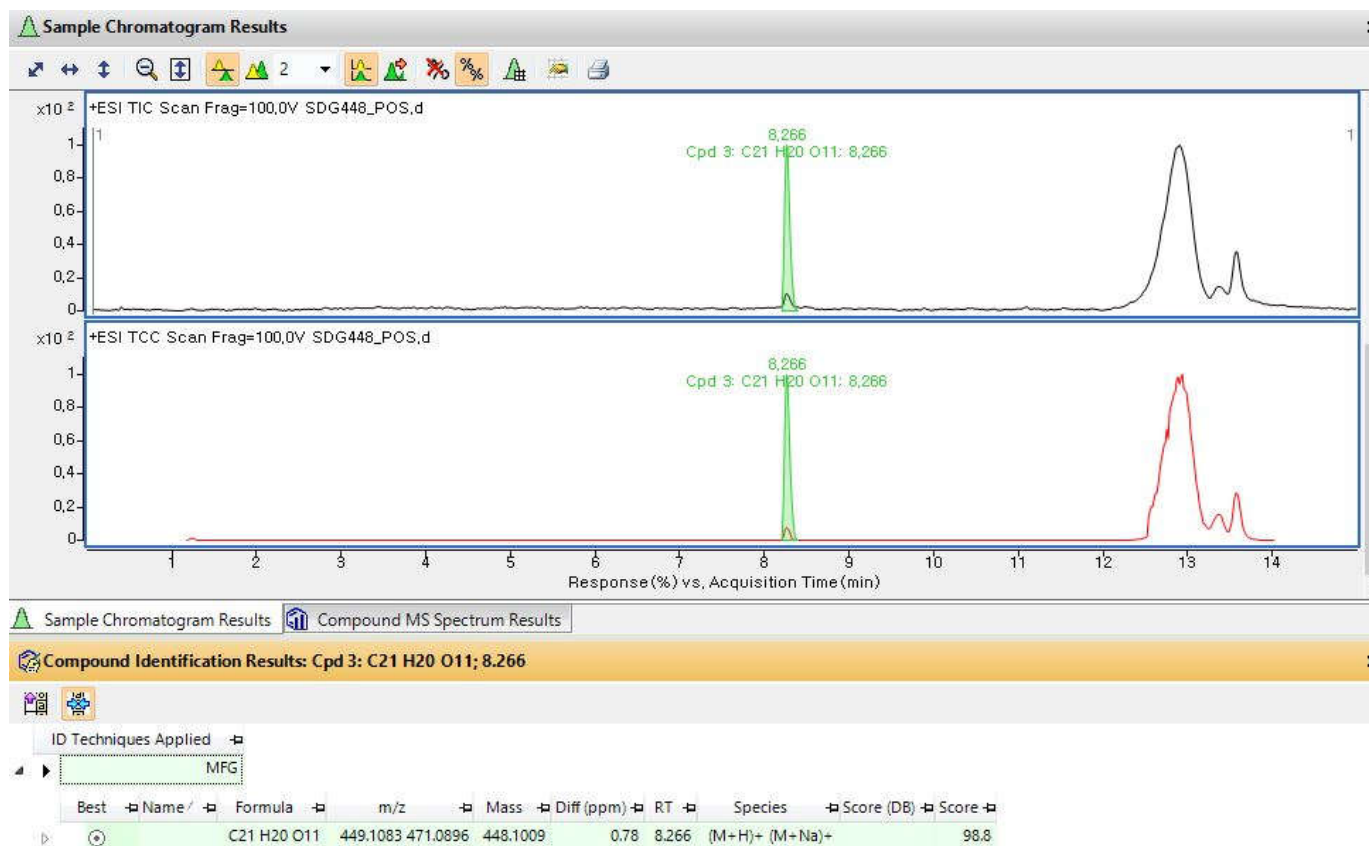 Sample Chromatogram Results
2
x10 2 +ESI TIC Scan Frag=100,0V SDG448_POS,d
1 1
1
0,8
0,6
0,4
0,2
0
8,266
Cpd 3: C21 H20 O11; 8,266
x10 2 +ESI TCC Scan Frag=100,0V SDG448_POS,d
1
0,8
0,6
0,4
0,2
0
8,266
Cpd 3: C21 H20 O11; 8,266
1 2 3 4 5 6 7 8 9 10 11 12 13 14
Response(%) vs, Acquisition Time(min)
Sample Chromatogram Results Compound MS Spectrum Results
Compound Identification Results: Cpd 3: C21 H20 O11; 8.266
ID Techniques Applied
MFG
Best Name Formula m/z Mass Diff (ppm) RT Species Score (DB) Score
C21 H20 O11 449.1083 471.0896 448.1009 0.78 8.266 (M+H)+ (M+Na)+ 98.8